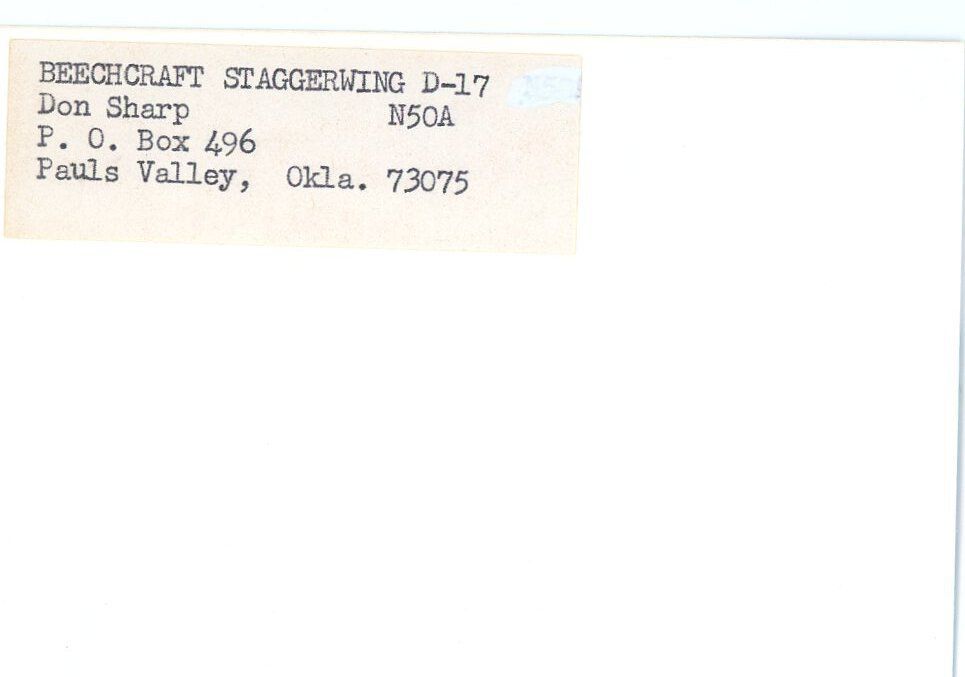 BEECHCRAFT STAGGERWING D-17
Don Sharp N50A
P. O. Box 496
Pauls Valley, Okla. 73075